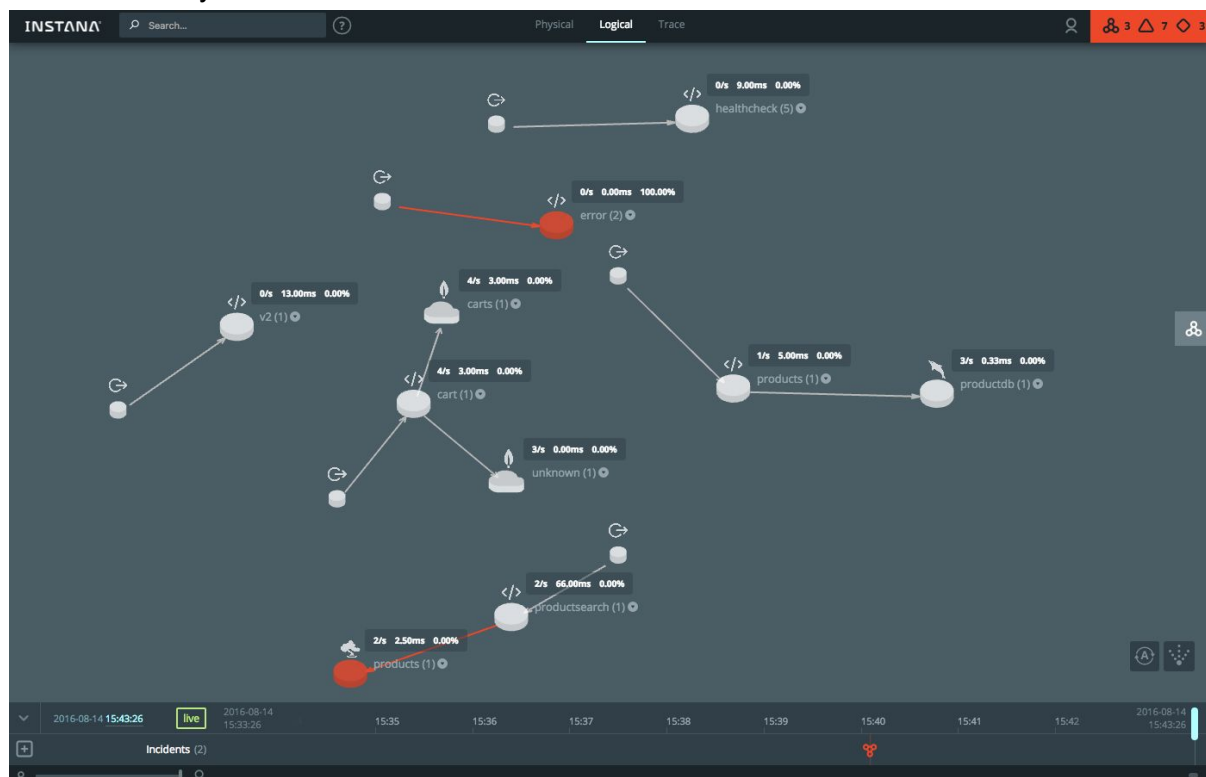 INSTANA
Search...
?
Physical Logical Trace
3 7 3
0/s 9.00ms 0.00%
</>
healthcheck (5)
0/s 0.00ms 100.00%
</>
error (2)
4/s 3.00ms 0.00%
carts (1)
0/s 13.00ms 0.00%
</>
v2 (1)
1/s 5.00ms 0.00%
</>
products (1)
3/s 0.33ms 0.00%
productdb (1)
4/s 3.00ms 0.00%
</>
cart (1)
3/s 0.00ms 0.00%
unknown (1)
2/s 66.00ms 0.00%
</>
productsearch (1)
2/s 2.50ms 0.00%
products (1)
A
2016-08-14 15:43:26 live
2016-08-14
15:33:26
15:35 15:36 15:37 15:38 15:39 15:40 15:41 15:42
2016-08-14
15:43:26
Incidents (2)